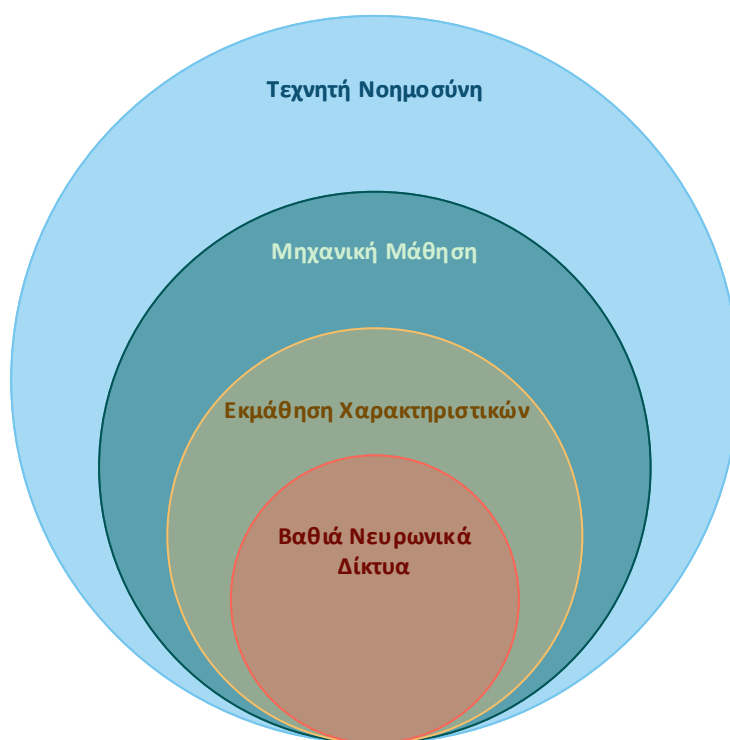 Τεχνητή Νοημοσύνη
Μηχανική Μάθηση
Εκμάθηση Χαρακτηριστικών
Βαθιά Νευρωνικά
Δίκτυα